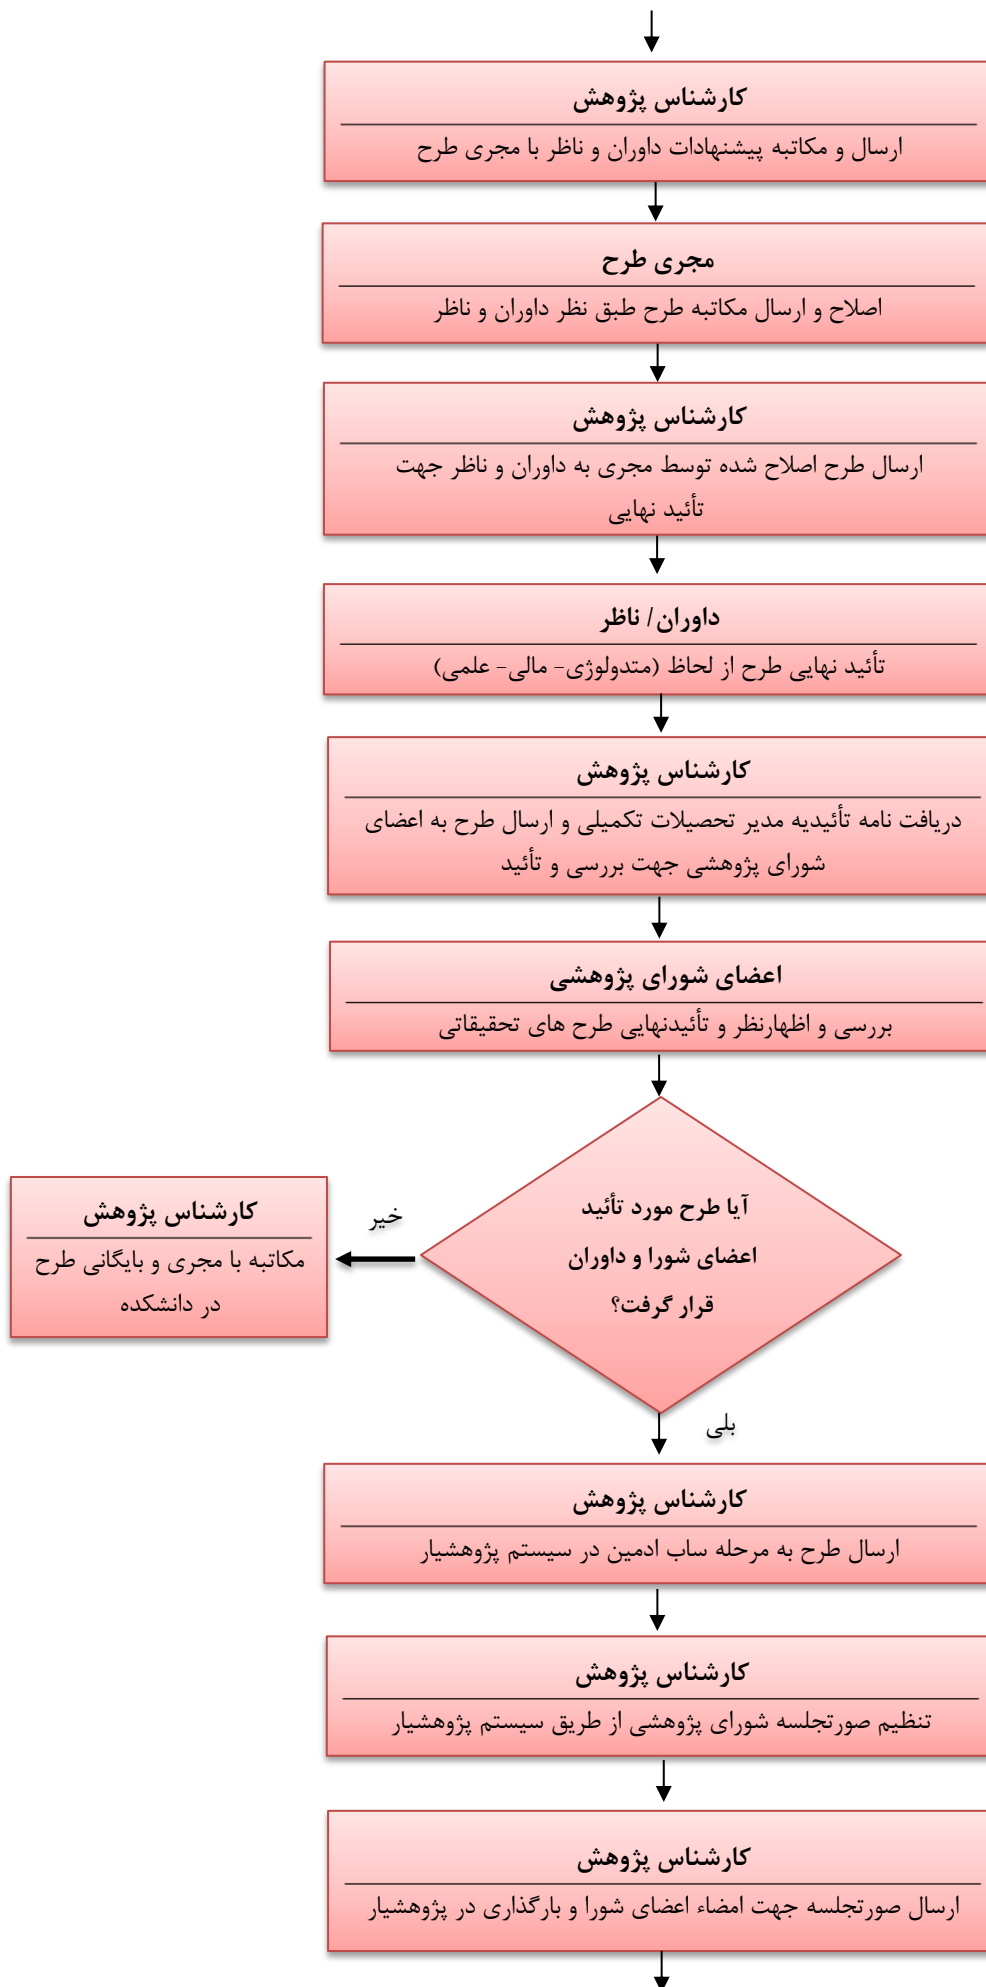 کارشناس پژوهش
ارسال و مکاتبه پیشنهادات داوران و ناظر با مجری طرح
مجری طرح
اصلاح و ارسال مکاتبه طرح طبق نظر داوران و ناظر
کارشناس پژوهش
ارسال طرح اصلاح شده توسط مجری به داوران و ناظر جهت
تأئید نهایی
داوران/ ناظر
تأئید نهایی طرح از لحاظ (متدولوژی- مالی- علمی)
کارشناس پژوهش
دریافت نامه تأئیدیه مدیر تحصیلات تکمیلی و ارسال طرح به اعضای
شورای پژوهشی جهت بررسی و تأئید
اعضای شورای پژوهشی
بررسی و اظهارنظر و تأئیدنهایی طرح های تحقیقاتی
آیا طرح مورد تأئید
اعضای شورا و داوران
قرار گرفت؟
خیر
کارشناس پژوهش
مکاتبه با مجری و بایگانی طرح
در دانشکده
بلی
کارشناس پژوهش
ارسال طرح به مرحله ساب ادمین در سیستم پژوهشیار
کارشناس پژوهش
تنظیم صورتجلسه شورای پژوهشی از طریق سیستم پژوهشیار
کارشناس پژوهش
ارسال صورتجلسه جهت امضاء اعضای شورا و بارگذاری در پژوهشیار